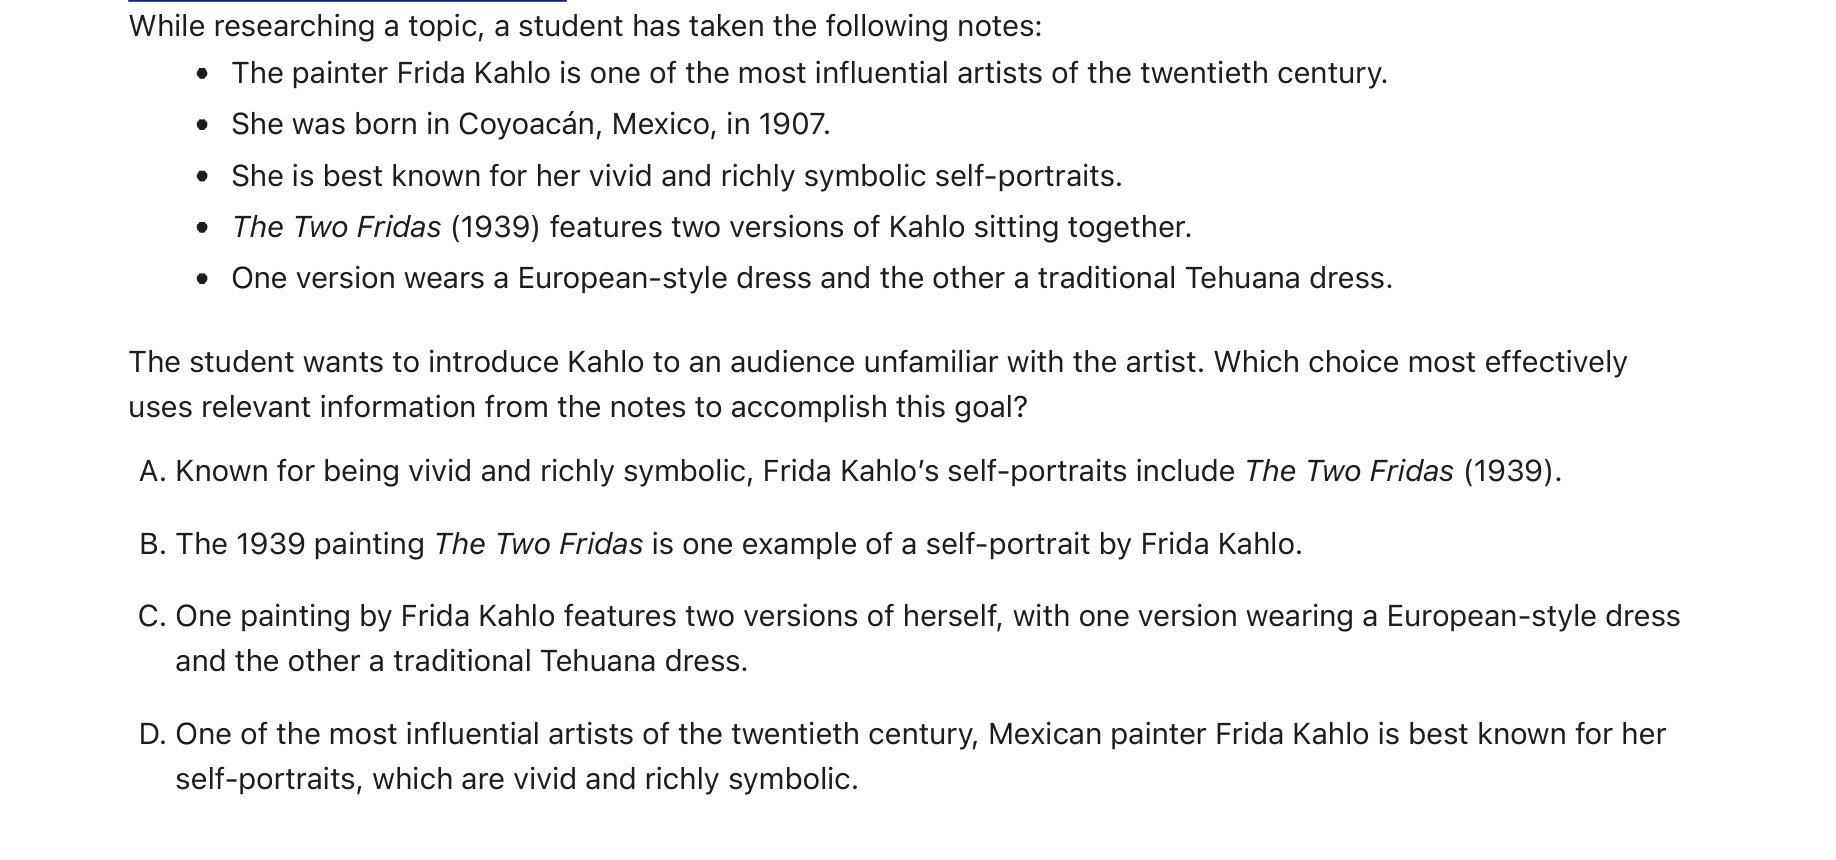 While researching a topic, a student has taken the following notes:
• The painter Frida Kahlo is one of the most influential artists of the twentieth century.
• She was born in Coyoacán, Mexico, in 1907.
• She is best known for her vivid and richly symbolic self-portraits.
• The Two Fridas (1939) features two versions of Kahlo sitting together.
• One version wears a European-style dress and the other a traditional Tehuana dress.
The student wants to introduce Kahlo to an audience unfamiliar with the artist. Which choice most effectively
uses relevant information from the notes to accomplish this goal?
A. Known for being vivid and richly symbolic, Frida Kahlo’s self-portraits include The Two Fridas (1939).
B. The 1939 painting The Two Fridas is one example of a self-portrait by Frida Kahlo.
C. One painting by Frida Kahlo features two versions of herself, with one version wearing a European-style dress
and the other a traditional Tehuana dress.
D. One of the most influential artists of the twentieth century, Mexican painter Frida Kahlo is best known for her
self-portraits, which are vivid and richly symbolic.